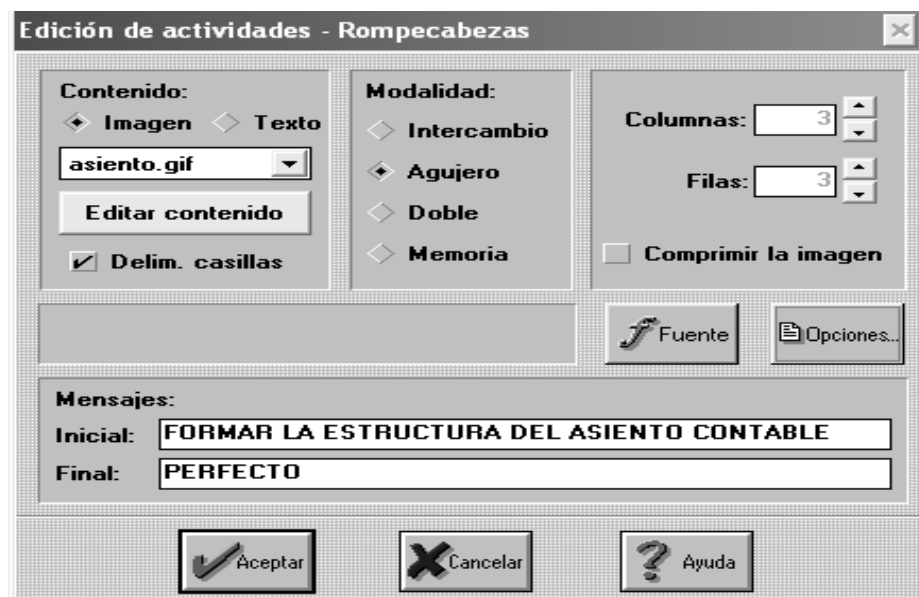 Edición de actividades - Rompecabezas
Contenido:
Imagen Texto
asiento.gif
Editar contenido
Delim. casillas
Modalidad:
Intercambio
Agujero
Doble
Memoria
Columnas: 3
Filas: 3
Comprimir la imagen
Fuente
Opciones...
Mensajes:
Inicial: FORMAR LA ESTRUCTURA DEL ASIENTO CONTABLE
Final: PERFECTO
Aceptar
Cancelar
Ayuda